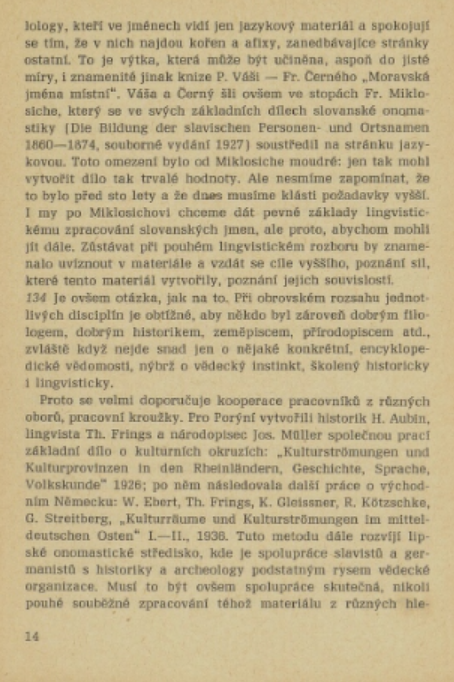 lology, kteří ve jménech vidí jen jazykový materiál a spokojují
se tím, že v nich najdou kořen a afixy, zanedbávajíce stránky
ostatní. To je výtka, která může být učiněna, aspoň do jisté
míry, i znamenité jinak knize P. Váši — Fr. Černého „Moravská
jména místní“. Váša a Černý šli ovšem ve stopách Fr. Miklo-
siche, který se ve svých základních dílech slovanské onoma-
stiky (Die Bildung der slavischen Personen- und Ortsnamen
1860—1874, souborné vydání 1927) soustředil na stránku jazy-
kovou. Toto omezení bylo od Miklosiche moudré: jen tak mohl
vytvořit dílo tak trvalé hodnoty. Ale nesmíme zapomínat, že
to bylo před sto lety a že dnes musíme klásti požadavky vyšší.
I my po Miklosichovi chceme dát pevné základy lingvistic-
kému zpracování slovanských jmen, ale proto, abychom mohli
jít dále. Zůstávat při pouhém lingvistickém rozboru by zname-
nalo uvíznout v materiále a vzdát se cíle vyššího, poznání sil,
které tento materiál vytvořily, poznání jejich souvislostí.
134 Je ovšem otázka, jak na to. Při obrovském rozsahu jednot-
livých disciplín je obtížné, aby někdo byl zároveň dobrým filo-
logem, dobrým historikem, zeměpiscem, přírodopiscem atd.,
zvláště když nejde snad jen o nějaké konkrétní, encyklope-
dické vědomosti, nýbrž o vědecký instinkt, školený historicky
i lingvisticky.
Proto se velmi doporučuje kooperace pracovníků z různých
oborů, pracovní kroužky. Pro Porýní vytvořili historik H. Aubin,
lingvista Th. Frings a národopisec Jos. Müller společnou prací
základní dílo o kulturních okruzích: „Kulturströmungen und
Kulturprovinzen in den Rheinländern, Geschichte, Sprache,
Volkskunde“ 1926; po něm následovala další práce o východ-
ním Německu: W. Ebert, Th. Frings, K. Gleissner, R. Kötzschke,
G. Streitberg, „Kulturräume und Kulturströmungen im mittel-
deutschen Osten“ I.—II., 1936. Tuto metodu dále rozvíjí lip-
ské onomastické středisko, kde je spolupráce slavistů a ger-
manistů s historiky a archeology podstatným rysem vědecké
organizace. Musí to být ovšem spolupráce skutečná, nikoli
pouhé souběžné zpracování téhož materiálu z různých hle-
14